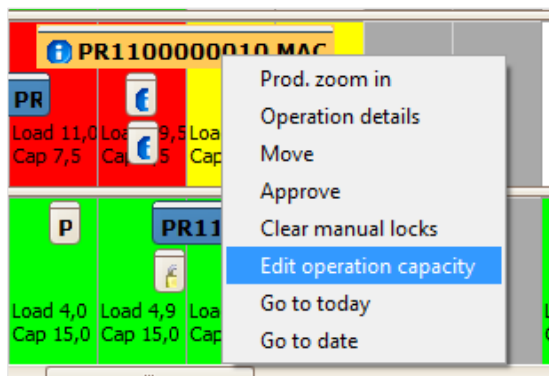 PR1100000010 MAC
PR
Load 11,0
Cap 7,5
Prod. zoom in
Operation details
Move
Approve
Clear manual locks
Edit operation capacity
Go to today
Go to date
P
PR11
Load 4,0 Load 4,9
Cap 15,0 Cap 15,0 Cap